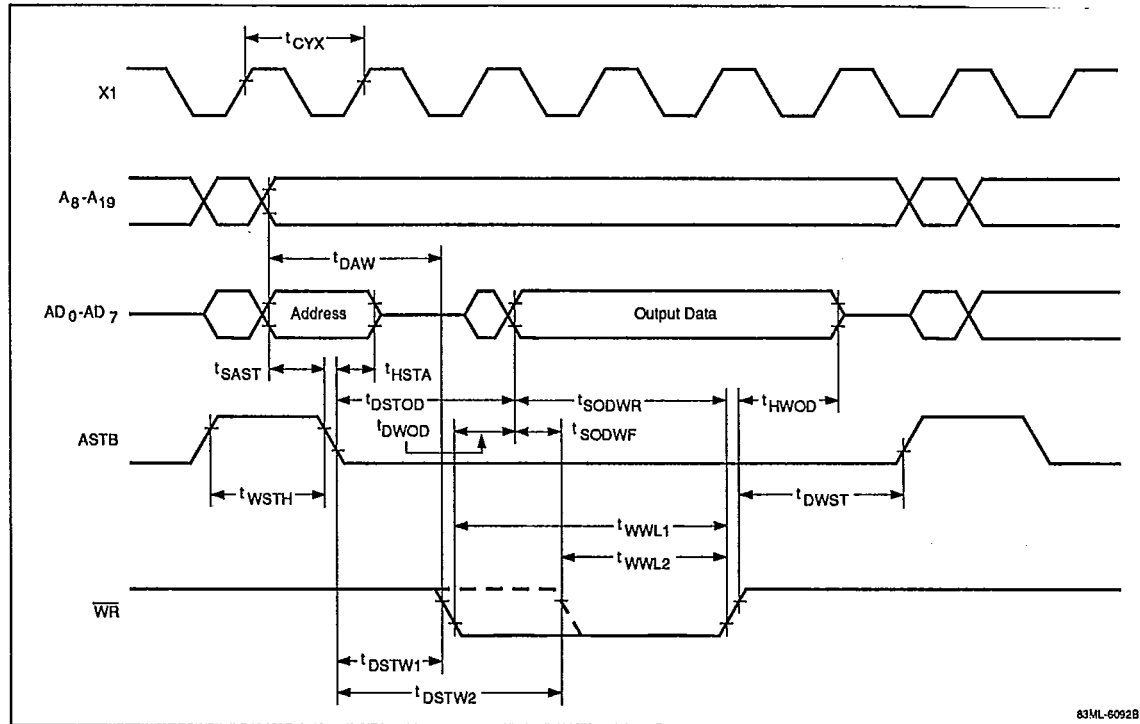 tCYX
X1
A8-A19
tDAW
AD0-AD7
Address
Output Data
tSAST
tHSTA
tDSTOD
tSODWR
tHWOD
tDWOD
tSODWF
ASTB
tWSTH
tDWST
tWWL1
tWWL2
WR
tDSTW1
tDSTW2
83ML-6092B